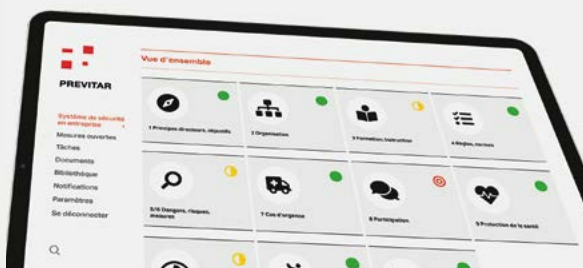 PREVITAR
Système de sécurité
en entreprise
Mesures ouvertes
Tâches
Documents
Bibliothèque
Notifications
Paramètres
Se déconnecter
Vue d'ensemble
1 Principes directeurs, objectifs
2 Organisation
3 Formation, instruction
4 Règles, normes
5/6 Dangers, risques,
mesures
7 Cas d'urgence
8 Participation
9 Protection de la santé